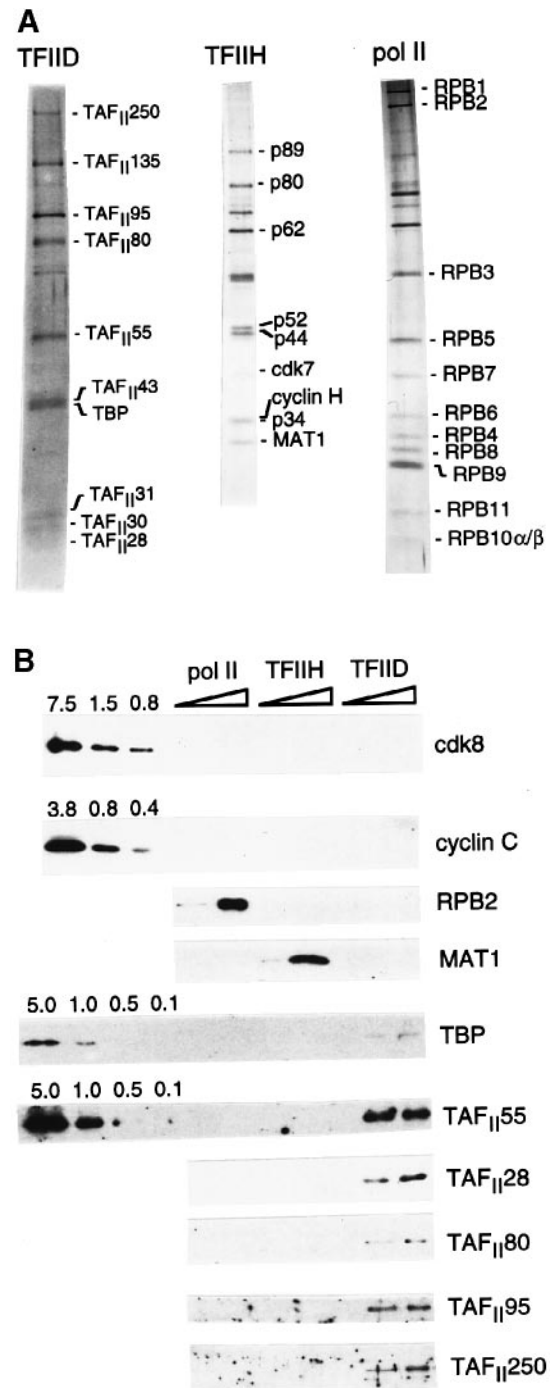 A
TFIID
TAFII250
TAFII135
TAFII95
TAFII80
TAFII55
TAFII43
TBP
TAFII31
TAFII30
TAFII28
TFIIH
p89
p80
p62
p52
p44
cdk7
cyclin H
p34
MAT1
pol II
RPB1
RPB2
RPB3
RPB5
RPB7
RPB6
RPB4
RPB8
RPB9
RPB11
RPB10α/β
B
pol II TFIIH TFIID
7.5 1.5 0.8
cdk8
3.8 0.8 0.4
cyclin C
RPB2
MAT1
5.0 1.0 0.5 0.1
TBP
5.0 1.0 0.5 0.1
TAFII55
TAFII28
TAFII80
TAFII95
TAFII250